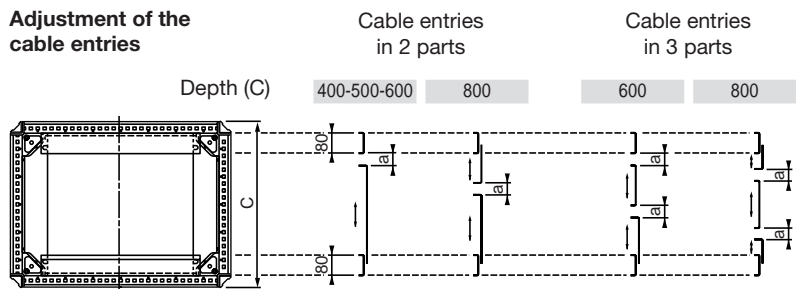 Adjustment of the
cable entries
Cable entries
in 2 parts
Cable entries
in 3 parts
Depth (C)
400-500-600
800
600
800
80
a
a
a
a
a
a
C
80